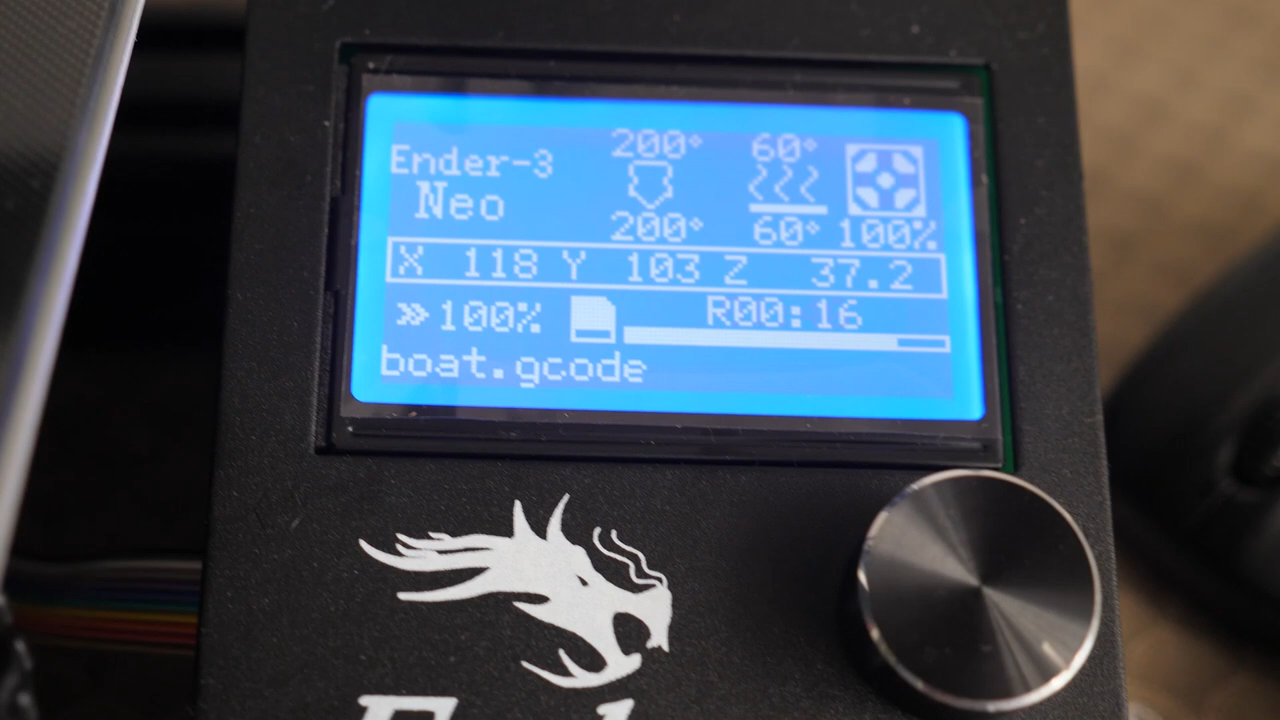 200° 60°
Ender-3
Neo
200° 60° 100%
X 118 Y 103 Z 37.2
»100% R00:16
boat.gcode